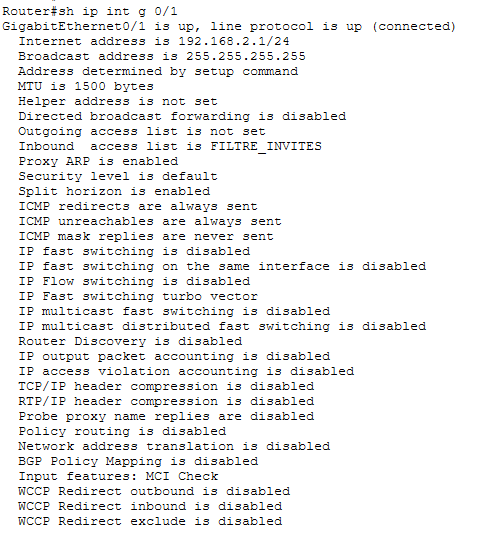 Router#sh ip int g 0/1
GigabitEthernet0/1 is up, line protocol is up (connected)
Internet address is 192.168.2.1/24
Broadcast address is 255.255.255.255
Address determined by setup command
MTU is 1500 bytes
Helper address is not set
Directed broadcast forwarding is disabled
Outgoing access list is not set
Inbound  access list is FILTRE_INVITES
Proxy ARP is enabled
Security level is default
Split horizon is enabled
ICMP redirects are always sent
ICMP unreachables are always sent
ICMP mask replies are never sent
IP fast switching is disabled
IP fast switching on the same interface is disabled
IP Flow switching is disabled
IP Fast switching turbo vector
IP multicast fast switching is disabled
IP multicast distributed fast switching is disabled
Router Discovery is disabled
IP output packet accounting is disabled
IP access violation accounting is disabled
TCP/IP header compression is disabled
RTP/IP header compression is disabled
Probe proxy name replies are disabled
Policy routing is disabled
Network address translation is disabled
BGP Policy Mapping is disabled
Input features: MCI Check
WCCP Redirect outbound is disabled
WCCP Redirect inbound is disabled
WCCP Redirect exclude is disabled